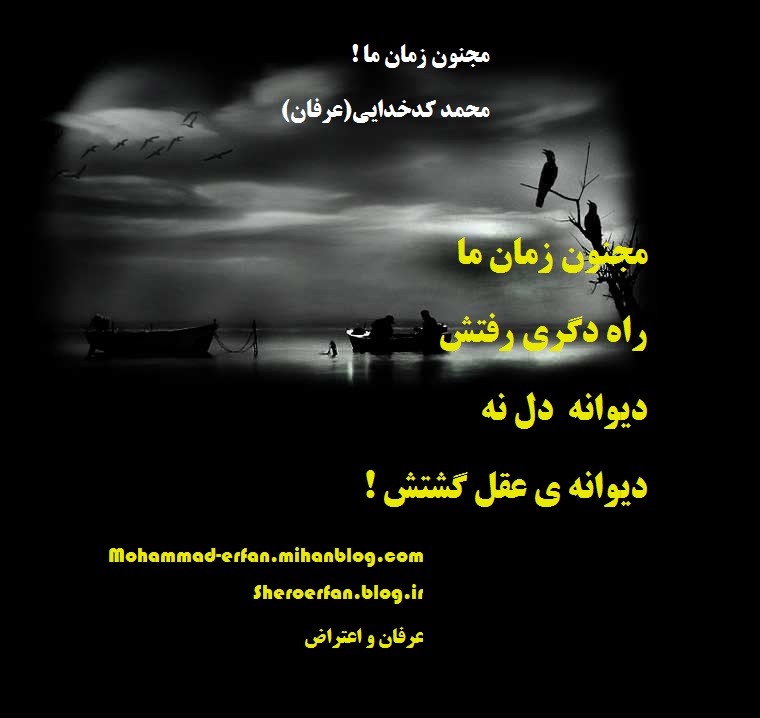 مجنون زمان ما !
محمد کدخدایی(عرفان)
مجنون زمان ما
راه دگری رفتش
دیوانه دل نه
دیوانه ی عقل گشتش !
Mohammad-erfan.mihanblog.com
Sheroerfan.blog.ir
عرفان و اعتراض